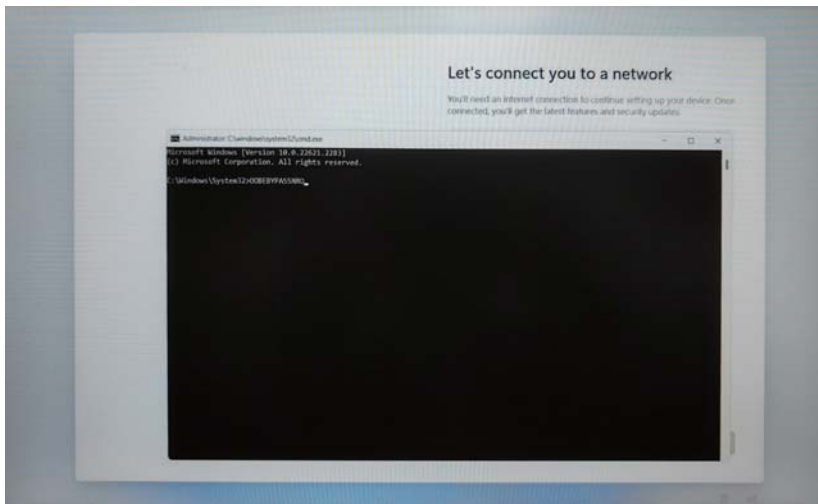 Let's connect you to a network
You'll need an internet connection to continue setting up your device. Once
connected, you'll get the latest features and security updates.
Administrator: C:\windows\system32\cmd.exe
Microsoft Windows [Version 10.0.22621.2283]
(c) Microsoft Corporation. All rights reserved.
C:\Windows\System32>OOBEBYPASSNRO_